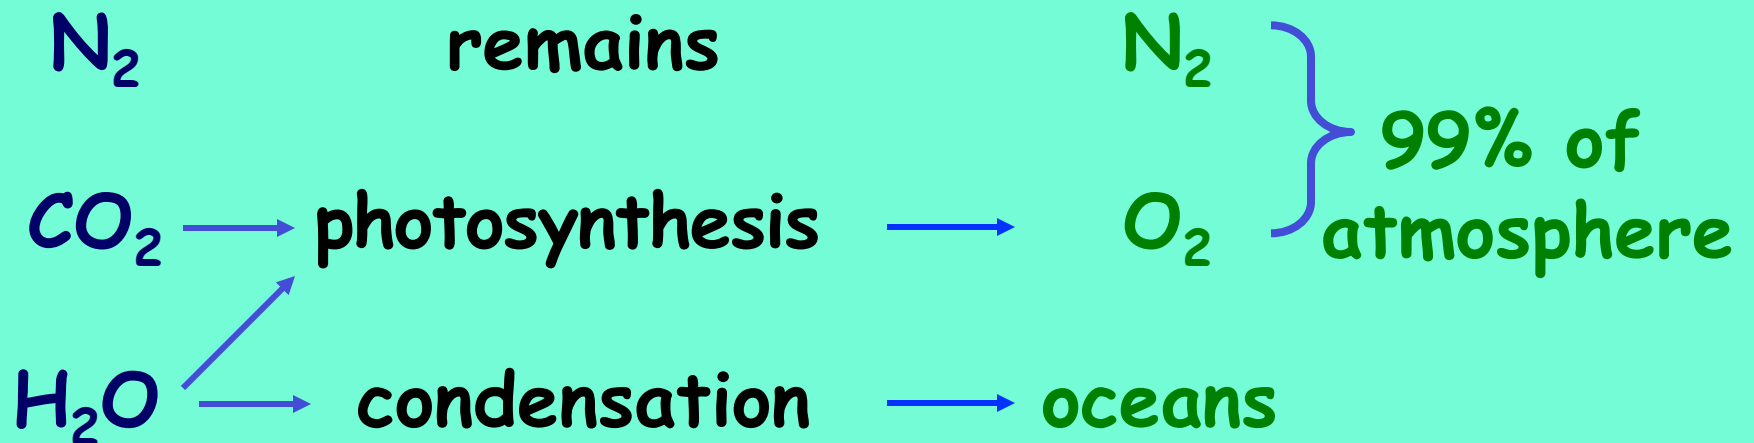 N₂ remains N₂
99% of
CO₂ photosynthesis O₂
atmosphere
H₂O condensation oceans